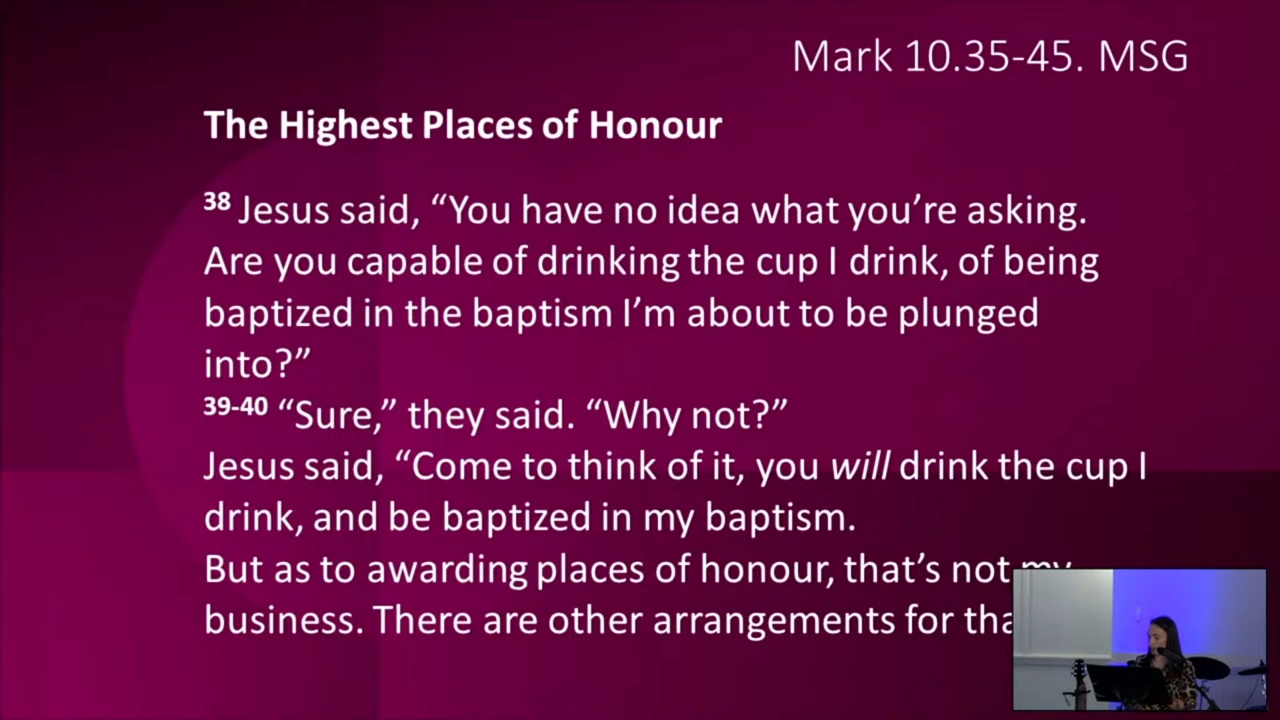 Mark 10.35-45. MSG
The Highest Places of Honour
38 Jesus said, “You have no idea what you’re asking.
Are you capable of drinking the cup I drink, of being
baptized in the baptism I’m about to be plunged
into?”
39-40 “Sure,” they said. “Why not?”
Jesus said, “Come to think of it, you will drink the cup I
drink, and be baptized in my baptism.
But as to awarding places of honour, that’s not my
business. There are other arrangements for